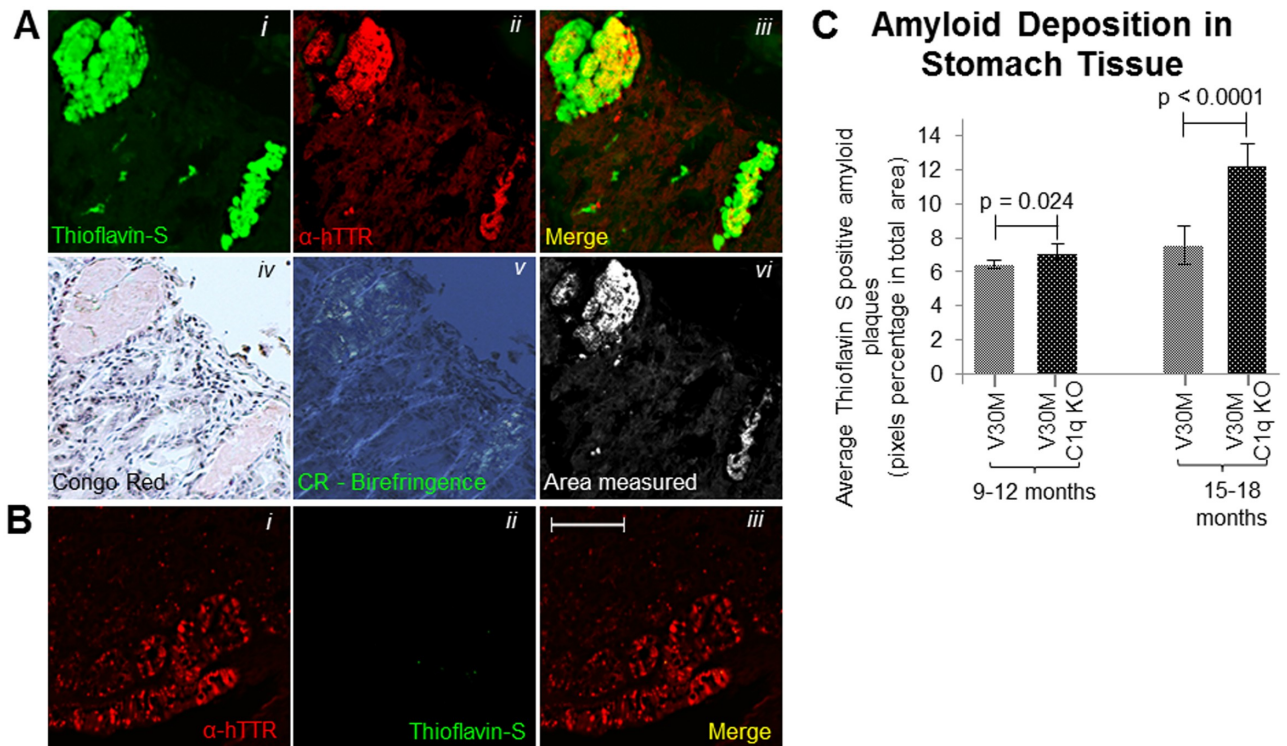 A
i
ii
iii
Thioflavin-S
α-hTTR
Merge
iv
v
vi
Congo Red
CR - Birefringence
Area measured
B
i
ii
iii
α-hTTR
Thioflavin-S
Merge
C
Amyloid Deposition in
Stomach Tissue
p < 0.0001
p = 0.024
Average Thioflavin S positive amyloid
plaques
(pixels percentage in total area)
14
12
10
8
6
4
2
0
V30M
V30M
C1q KO
V30M
V30M
C1q KO
9-12 months
15-18
months